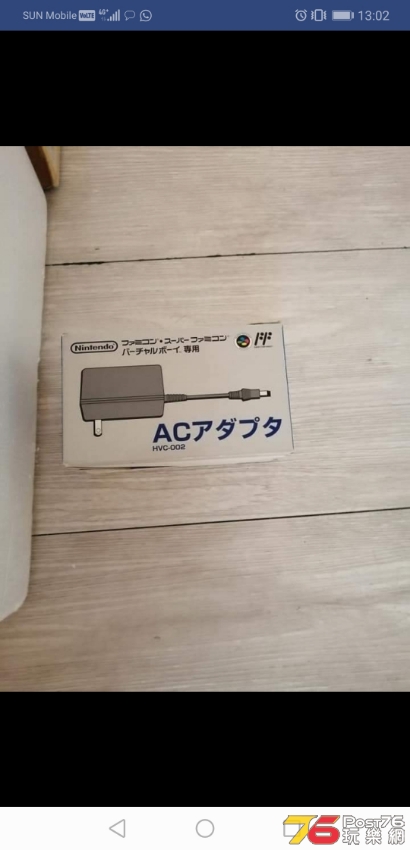 SUN Mobile VoLTE 4G+ 13:02
Nintendo ファミコン・スーパーファミコン
バーチャルボーイ 専用
ACアダプタ
HVC-002
76 POST76
玩樂網